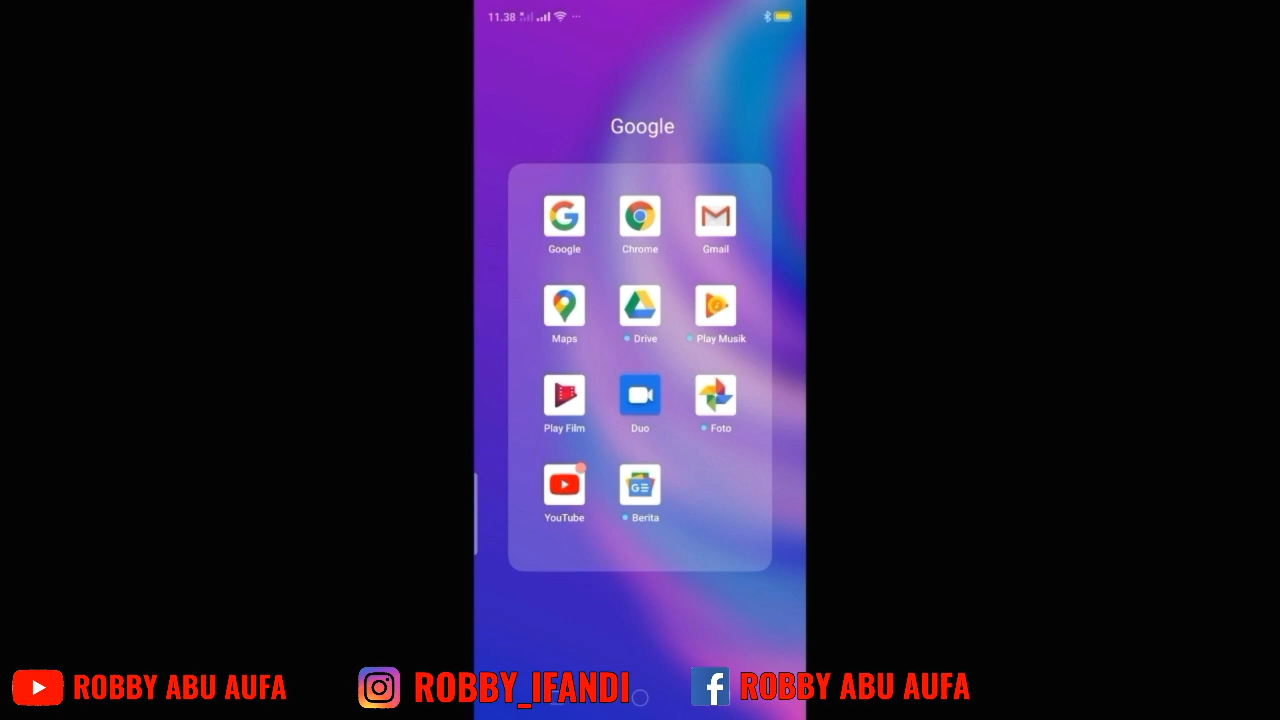 11.38
Google
Google Chrome Gmail
Maps Drive Play Musik
Play Film Duo Foto
YouTube Berita
ROBBY ABU AUFA ROBBY_IFANDI ROBBY ABU AUFA